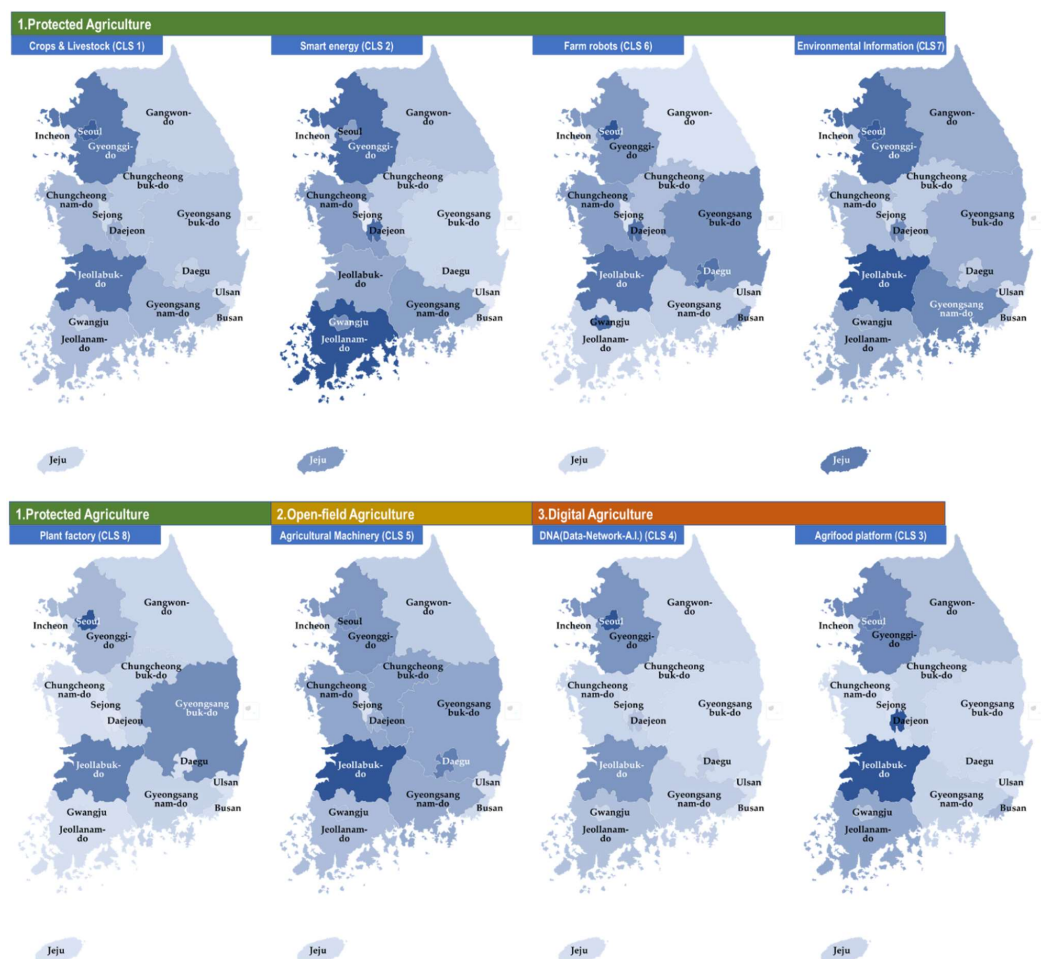 1.Protected Agriculture
Crops & Livestock (CLS 1)
Gangwon-
do
Incheon
Seoul
Gyeonggi-
do
Chungcheong
buk-do
Chungcheong
nam-do
Sejong
Daejeon
Gyeongsang
buk-do
Jeollabuk-
do
Daegu
Ulsan
Gyeongsang
nam-do
Busan
Gwangju
Jeollanam-
do
Jeju
Smart energy (CLS 2)
Gangwon-
do
Incheon
Seoul
Gyeonggi-
do
Chungcheong
buk-do
Chungcheong
nam-do
Sejong
Daejeon
Gyeongsang
buk-do
Jeollabuk-
do
Daegu
Ulsan
Gyeongsang
nam-do
Busan
Gwangju
Jeollanam-
do
Jeju
Farm robots (CLS 6)
Gangwon-
do
Incheon
Seoul
Gyeonggi-
do
Chungcheong
buk-do
Chungcheong
nam-do
Sejong
Daejeon
Gyeongsang
buk-do
Jeollabuk-
do
Daegu
Ulsan
Gyeongsang
nam-do
Busan
Gwangju
Jeollanam-
do
Jeju
Environmental Information (CLS 7)
Gangwon-
do
Incheon
Seoul
Gyeonggi-
do
Chungcheong
buk-do
Chungcheong
nam-do
Sejong
Daejeon
Gyeongsang
buk-do
Jeollabuk-
do
Daegu
Ulsan
Gyeongsang
nam-do
Busan
Gwangju
Jeollanam-
do
Jeju
1.Protected Agriculture
Plant factory (CLS 8)
Gangwon-
do
Incheon
Seoul
Gyeonggi-
do
Chungcheong
buk-do
Chungcheong
nam-do
Sejong
Daejeon
Gyeongsang
buk-do
Jeollabuk-
do
Daegu
Ulsan
Gyeongsang
nam-do
Busan
Gwangju
Jeollanam-
do
Jeju
2.Open-field Agriculture
Agricultural Machinery (CLS 5)
Gangwon-
do
Incheon
Seoul
Gyeonggi-
do
Chungcheong
buk-do
Chungcheong
nam-do
Sejong
Daejeon
Gyeongsang
buk-do
Jeollabuk-
do
Daegu
Ulsan
Gyeongsang
nam-do
Busan
Gwangju
Jeollanam-
do
Jeju
3.Digital Agriculture
DNA(Data-Network-A.I.) (CLS 4)
Gangwon-
do
Incheon
Seoul
Gyeonggi-
do
Chungcheong
buk-do
Chungcheong
nam-do
Sejong
Daejeon
Gyeongsang
buk-do
Jeollabuk-
do
Daegu
Ulsan
Gyeongsang
nam-do
Busan
Gwangju
Jeollanam-
do
Jeju
Agrifood platform (CLS 3)
Gangwon-
do
Incheon
Seoul
Gyeonggi-
do
Chungcheong
buk-do
Chungcheong
nam-do
Sejong
Daejeon
Gyeongsang
buk-do
Jeollabuk-
do
Daegu
Ulsan
Gyeongsang
nam-do
Busan
Gwangju
Jeollanam-
do
Jeju